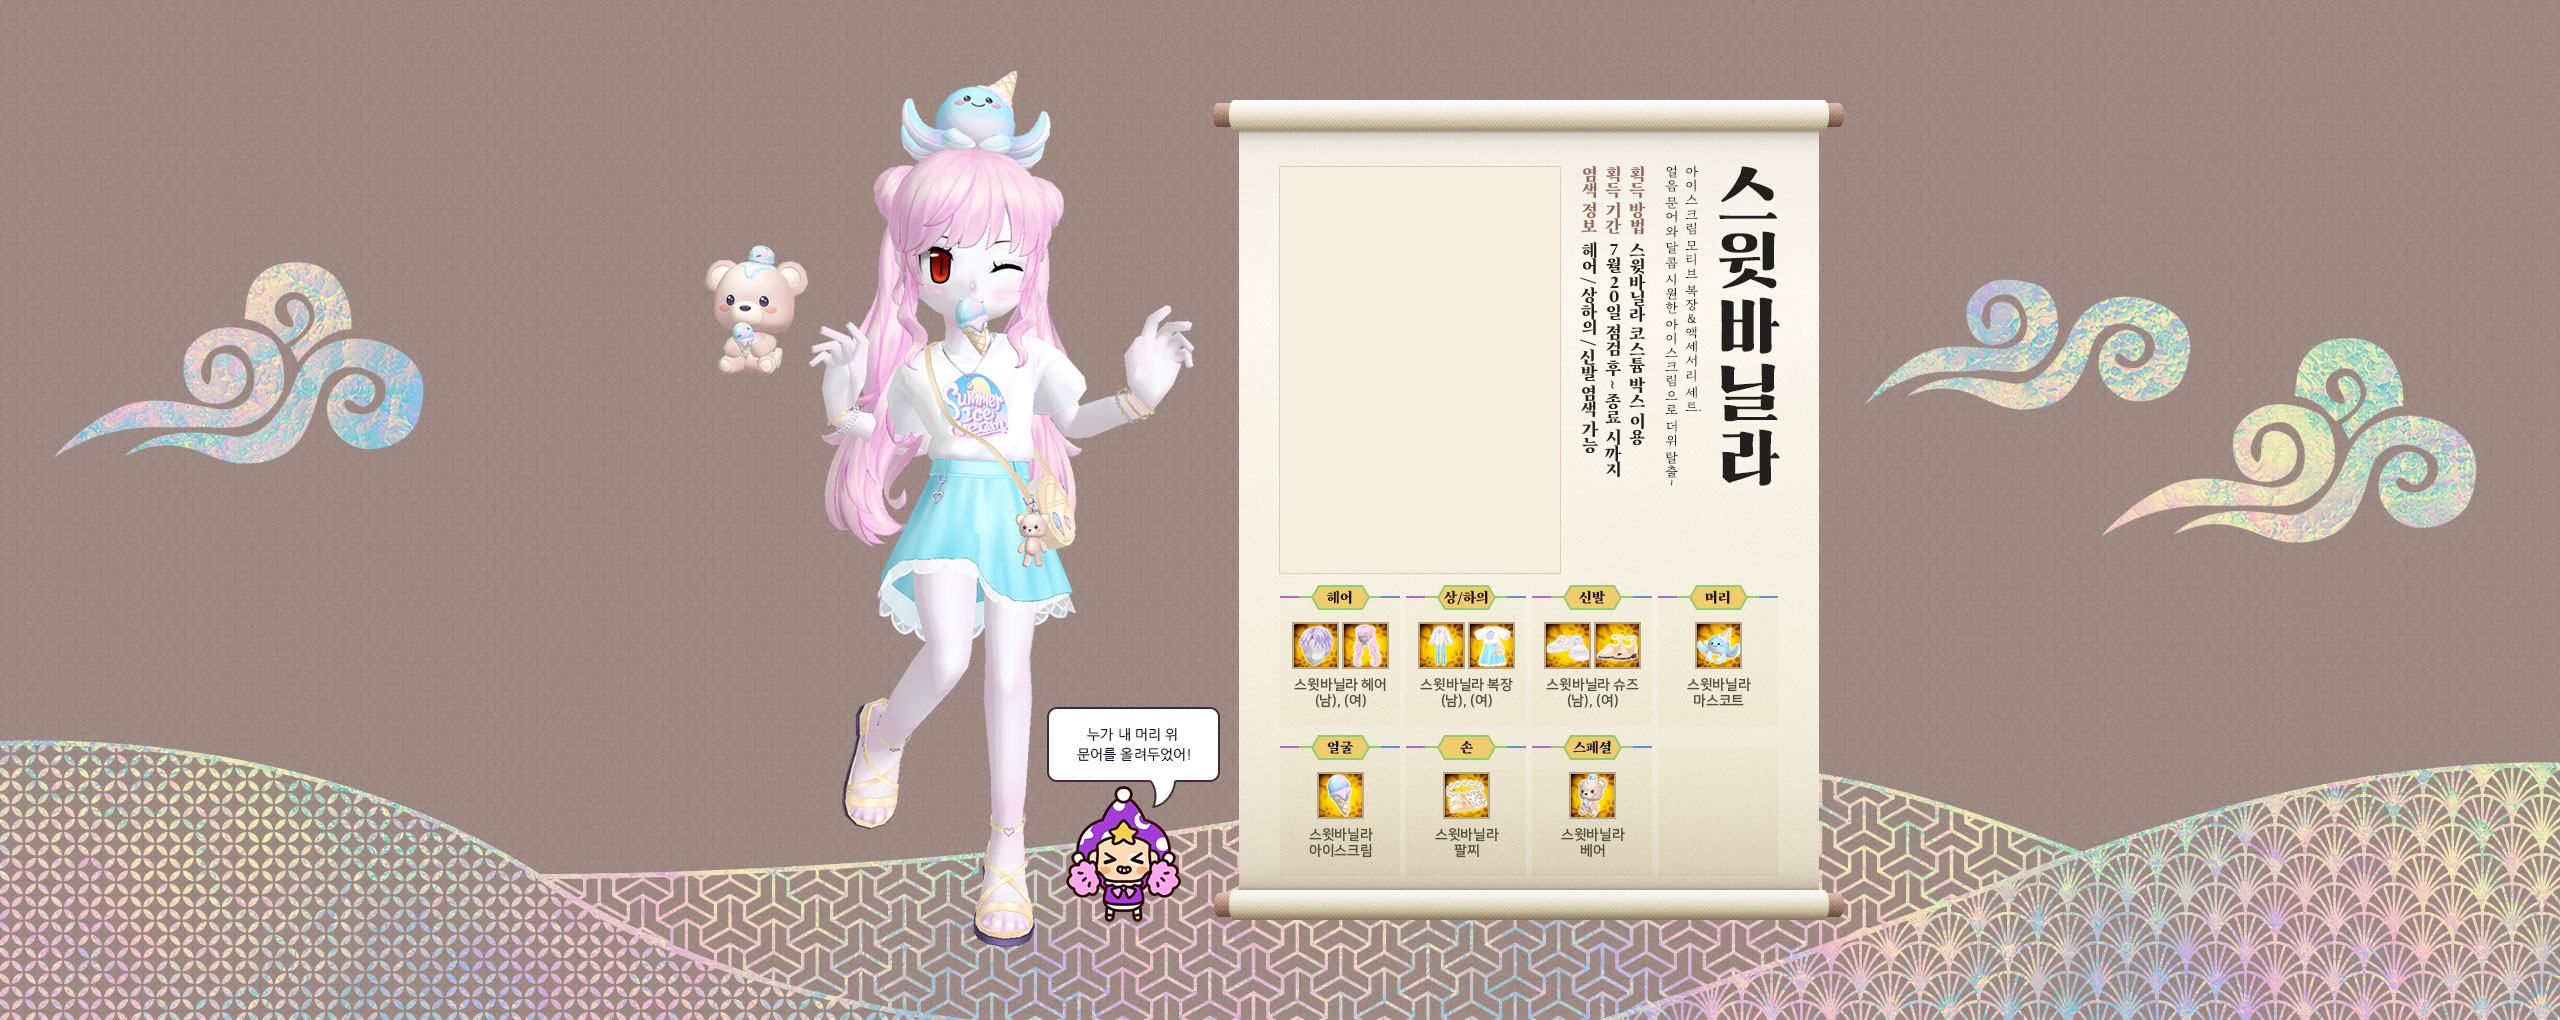 스윗바닐라
아이스크림 모티브 복장&액세서리 세트.
얼음 문어와 달콤 시원한 아이스크림으로 더위 탈출~
획득 방법 스윗바닐라 코스튬 박스 이용
획득 기간 7월 20일 점검 후 ~ 종료 시까지
염색 정보 헤어/상하의/신발 염색 가능
Summer
Ice
Cream
헤어
스윗바닐라 헤어
(남), (여)
상/하의
스윗바닐라 복장
(남), (여)
신발
스윗바닐라 슈즈
(남), (여)
머리
스윗바닐라
마스코트
얼굴
스윗바닐라
아이스크림
손
스윗바닐라
팔찌
스페셜
스윗바닐라
베어
누가 내 머리 위
문어를 올려두었어!